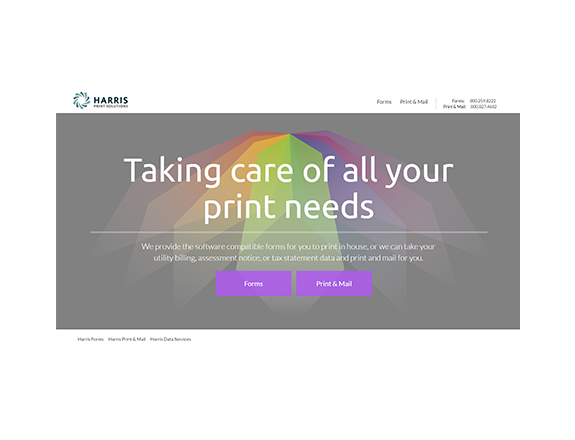 HARRIS
PRINT SOLUTIONS
Forms Print & Mail
Forms: 800.259.8222
Print & Mail: 800.827.4602
Taking care of all your
print needs
We provide the software compatible forms for you to print in house, or we can take your
utility billing, assessment notice, or tax statement data and print and mail for you.
Forms Print & Mail
Harris Forms Harris Print & Mail Harris Data Services